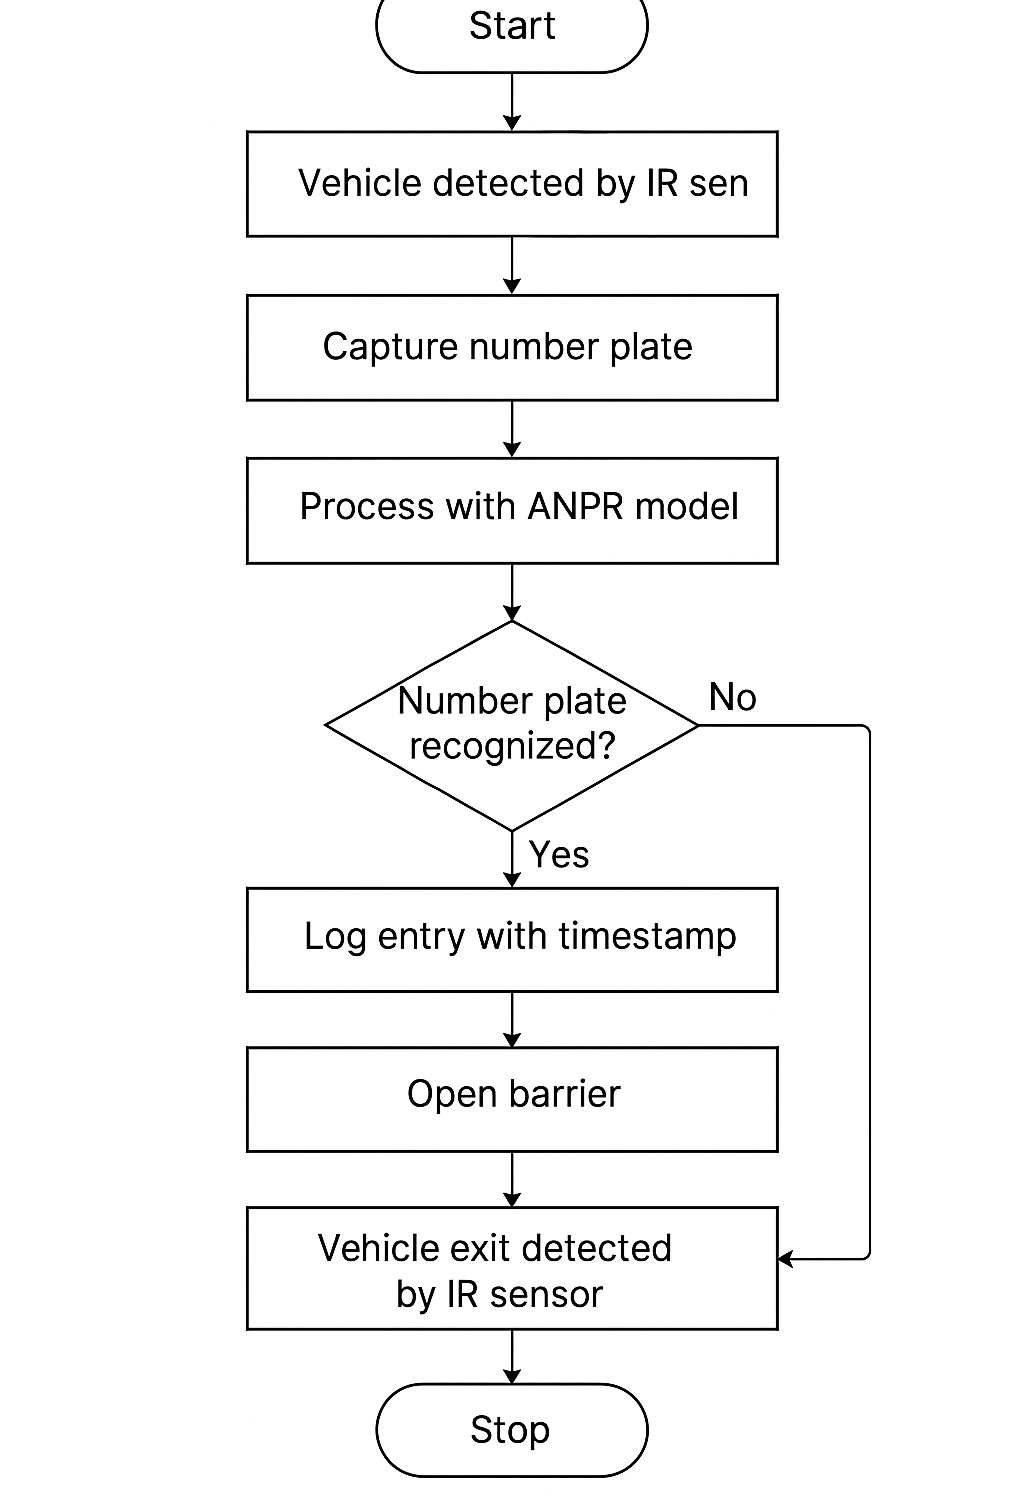 Start
Vehicle detected by IR sen
Capture number plate
Process with ANPR model
Number plate
recognized?
No
Yes
Log entry with timestamp
Open barrier
Vehicle exit detected
by IR sensor
Stop